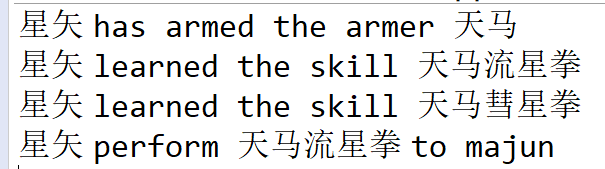 星矢 has armed the armer 天马
星矢 learned the skill 天马流星拳
星矢 learned the skill 天马彗星拳
星矢 perform 天马流星拳 to majun